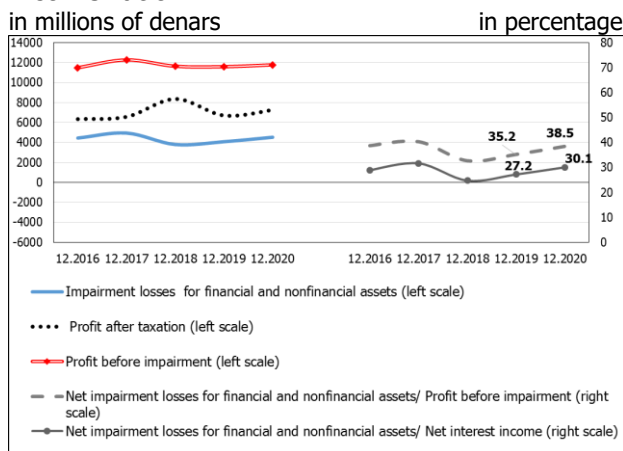 in millions of denars in percentage
14000 80
12000 70
10000 60
8000 50
6000 40
4000 30
2000 20
0 10
-2000 0
-4000
-6000
35.2 38.5
27.2 30.1
12.2016 12.2017 12.2018 12.2019 12.2020 12.2016 12.2017 12.2018 12.2019 12.2020
Impairment losses for financial and nonfinancial assets (left scale)
Profit after taxation (left scale)
Profit before impairment (left scale)
Net impairment losses for financial and nonfinancial assets/ Profit before impairment (right
scale)
Net impairment losses for financial and nonfinancial assets/ Net interest income (right scale)